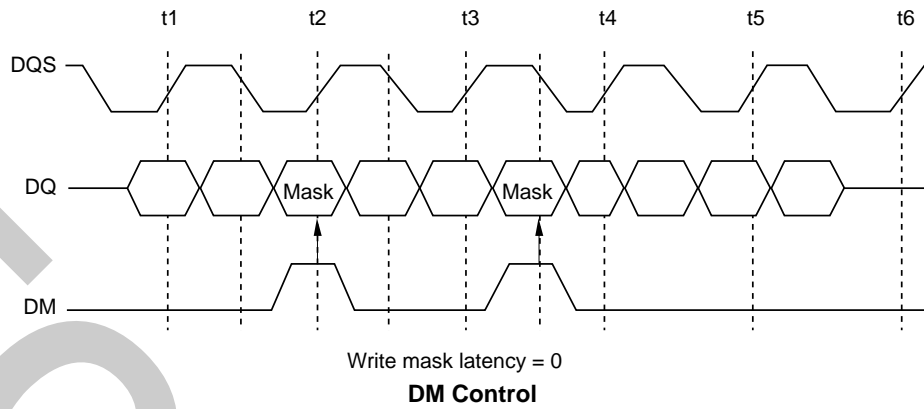 t1 t2 t3 t4 t5 t6
DQS
DQ Mask Mask
DM
Write mask latency = 0
DM Control